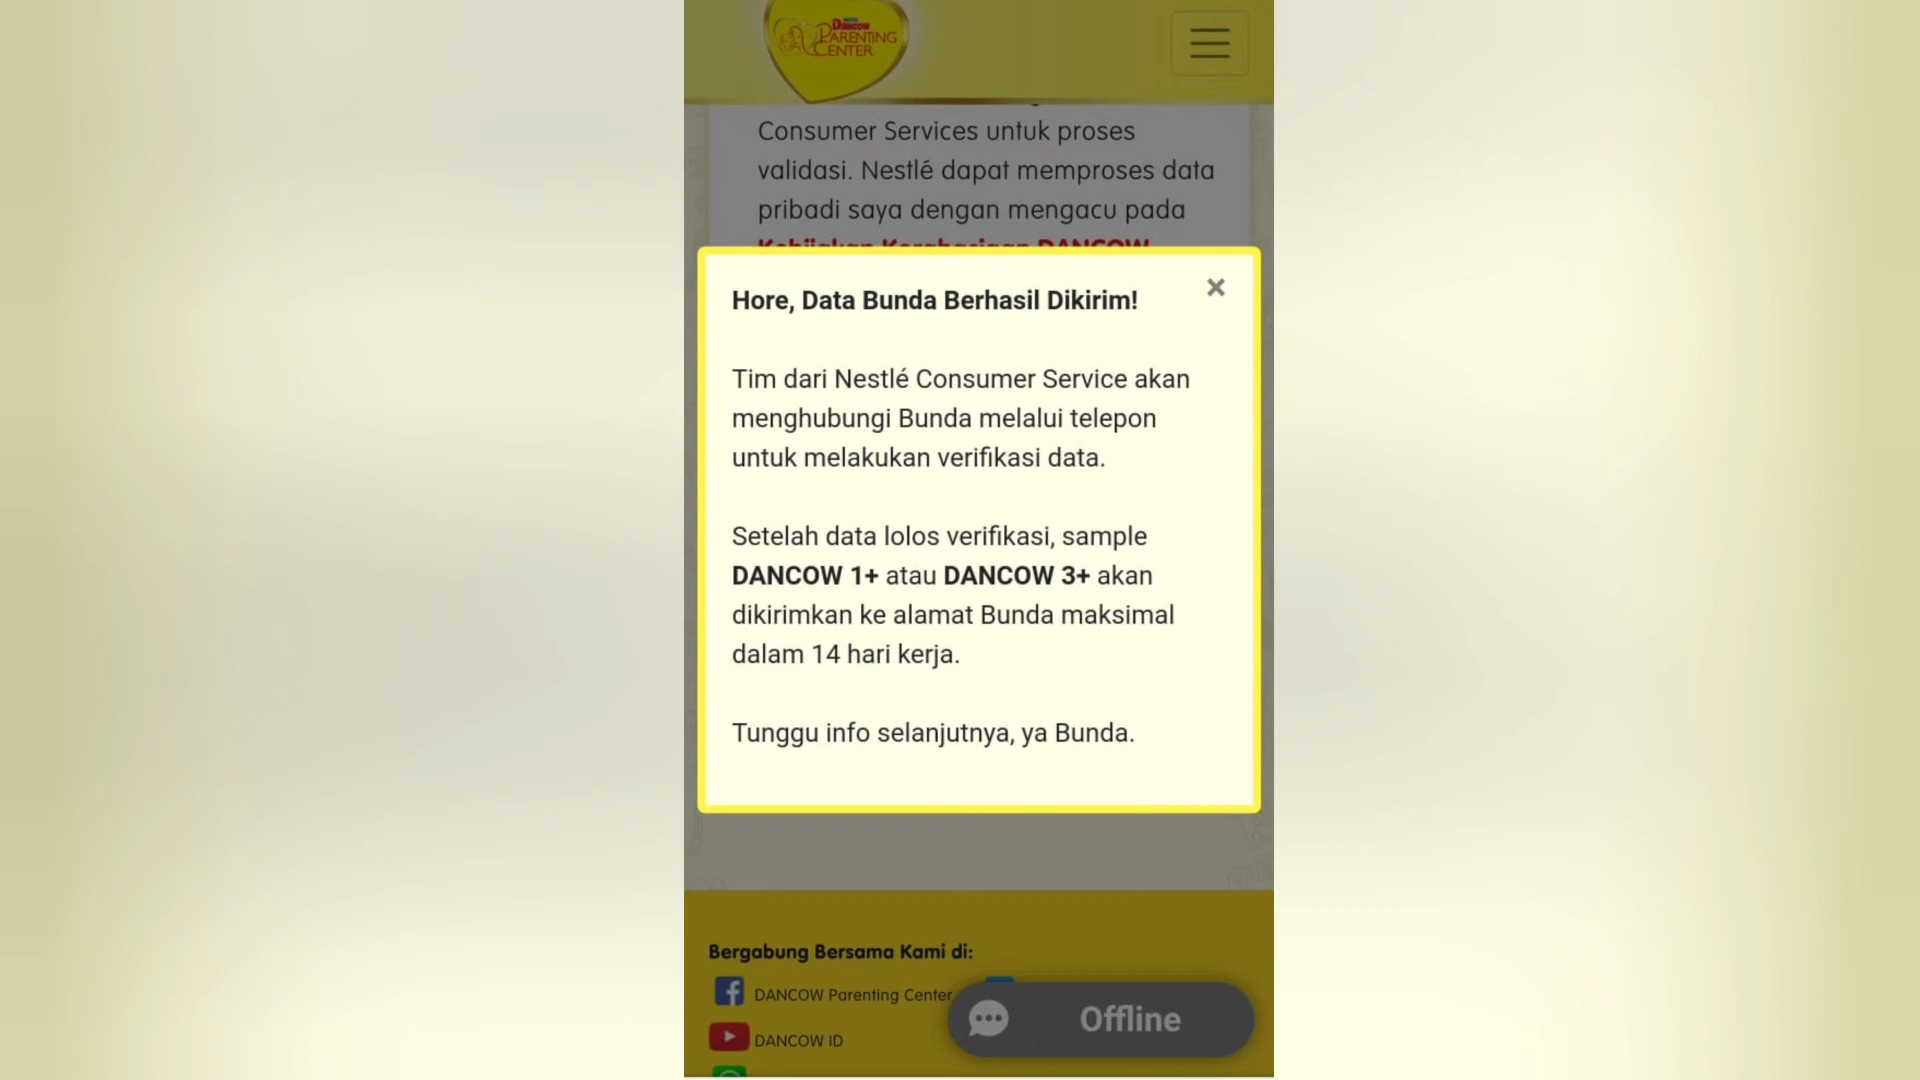 DANCOW
PARENTING
CENTER
Consumer Services untuk proses
validasi. Nestlé dapat memproses data
pribadi saya dengan mengacu pada
Kebijakan Kerahasiaan DANCOW
Hore, Data Bunda Berhasil Dikirim!
×
Tim dari Nestlé Consumer Service akan
menghubungi Bunda melalui telepon
untuk melakukan verifikasi data.
Setelah data lolos verifikasi, sample
DANCOW 1+ atau DANCOW 3+ akan
dikirimkan ke alamat Bunda maksimal
dalam 14 hari kerja.
Tunggu info selanjutnya, ya Bunda.
Bergabung Bersama Kami di:
DANCOW Parenting Center
Offline
DANCOW ID